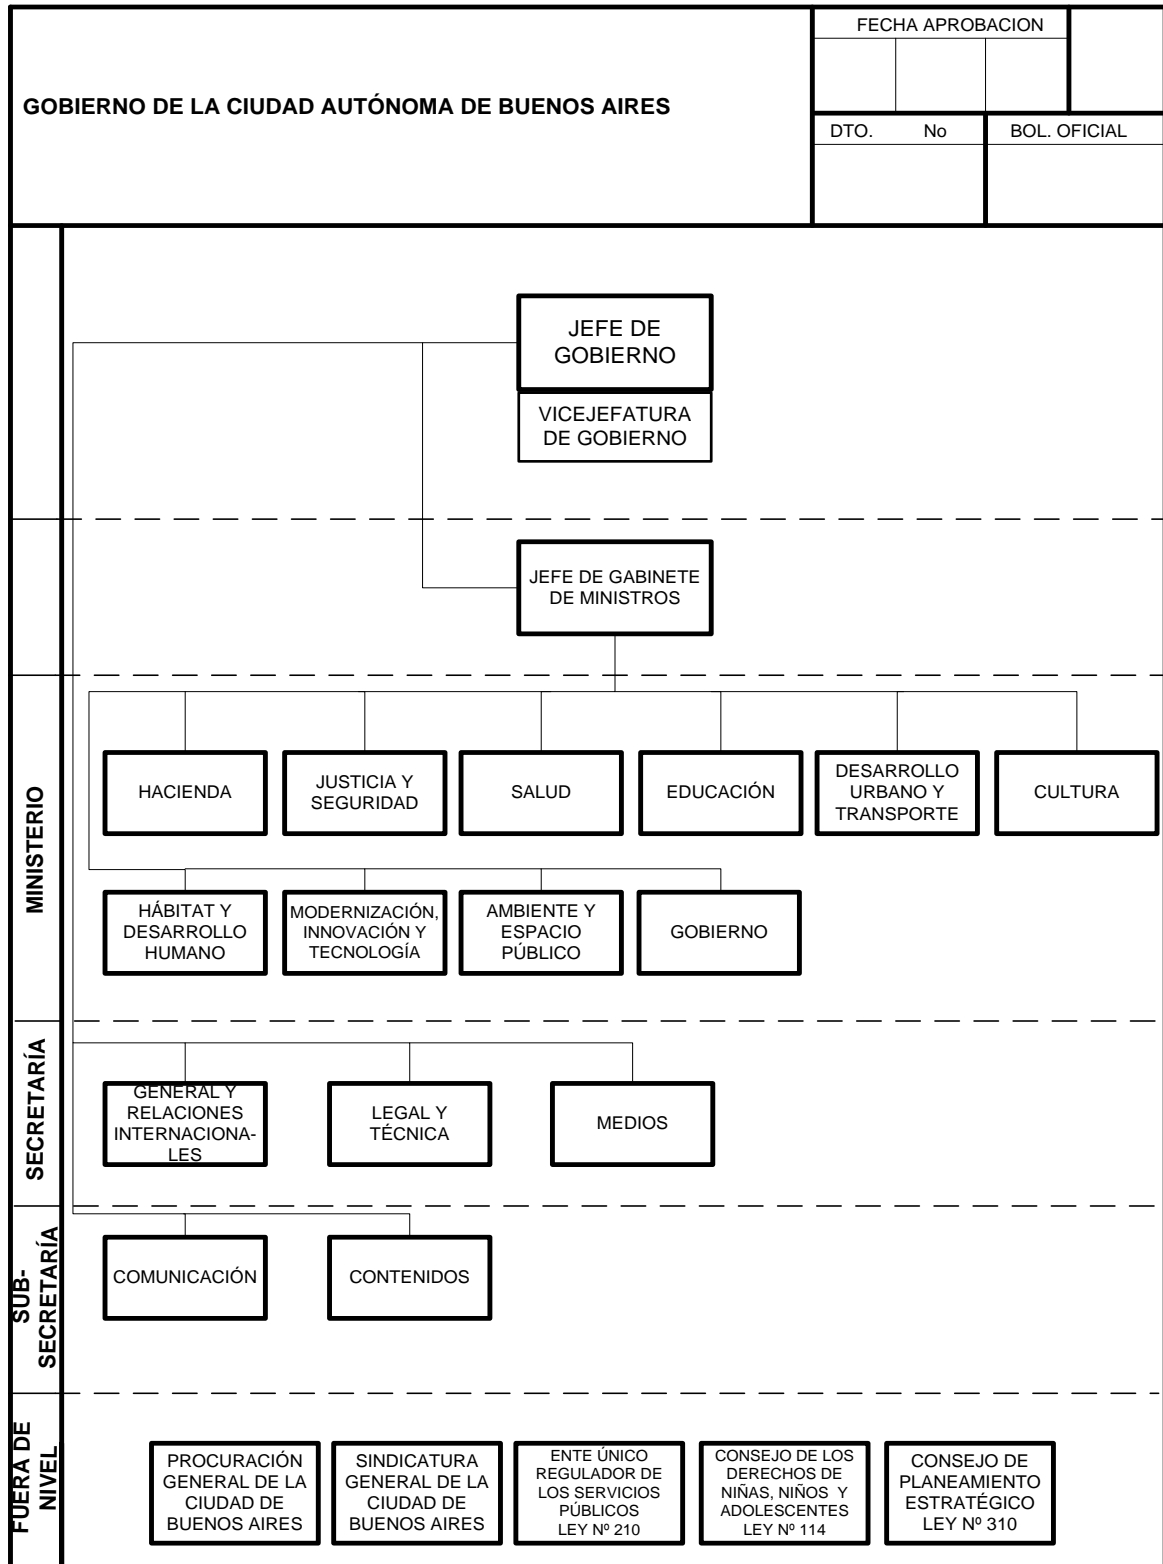 GOBIERNO DE LA CIUDAD AUTÓNOMA DE BUENOS AIRES
FECHA APROBACION
DTO. No
BOL. OFICIAL
JEFE DE
GOBIERNO
VICEJEFATURA
DE GOBIERNO
JEFE DE GABINETE
DE MINISTROS
MINISTERIO
HACIENDA
JUSTICIA Y
SEGURIDAD
SALUD
EDUCACIÓN
DESARROLLO
URBANO Y
TRANSPORTE
CULTURA
HÁBITAT Y
DESARROLLO
HUMANO
MODERNIZACIÓN,
INNOVACIÓN Y
TECNOLOGÍA
AMBIENTE Y
ESPACIO
PÚBLICO
GOBIERNO
SECRETARÍA
GENERAL Y
RELACIONES
INTERNACIONA-
LES
LEGAL Y
TÉCNICA
MEDIOS
SUB-
SECRETARÍA
COMUNICACIÓN
CONTENIDOS
FUERA DE
NIVEL
PROCURACIÓN
GENERAL DE LA
CIUDAD DE
BUENOS AIRES
SINDICATURA
GENERAL DE LA
CIUDAD DE
BUENOS AIRES
ENTE ÚNICO
REGULADOR DE
LOS SERVICIOS
PÚBLICOS
LEY Nº 210
CONSEJO DE LOS
DERECHOS DE
NIÑAS, NIÑOS Y
ADOLESCENTES
LEY Nº 114
CONSEJO DE
PLANEAMIENTO
ESTRATÉGICO
LEY Nº 310